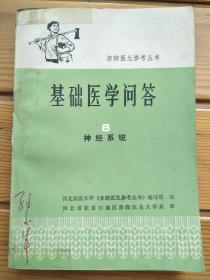 1
赤脚医生参考丛书
基础医学问答
8
神经系统
河北新医大学《赤脚医生参考丛书》编写组 编
河北省张家口地区赤脚医生大学 审